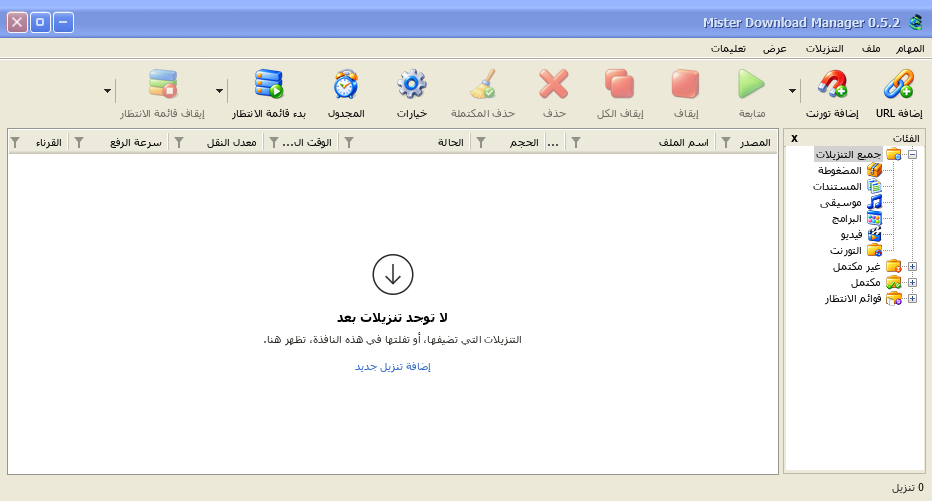 Mister Download Manager 0.5.2
المهام ملف التنزيلات عرض تعليمات
إضافة URL إضافة تورنت متابعة إيقاف إيقاف الكل حذف حذف المكتملة خيارات المجدول بدء قائمة الانتظار إيقاف قائمة الانتظار
الفئات x
جميع التنزيلات
المضغوطة
المستندات
موسيقى
البرامج
فيديو
التورنت
غير مكتمل
مكتمل
قوائم الانتظار
المصدر اسم الملف ... الحجم الحالة الوقت ال... معدل النقل سرعة الرفع القرناء
لا توجد تنزيلات بعد
التنزيلات التي تضيفها، أو تفلتها في هذه النافذة، تظهر هنا.
إضافة تنزيل جديد
0 تنزيل